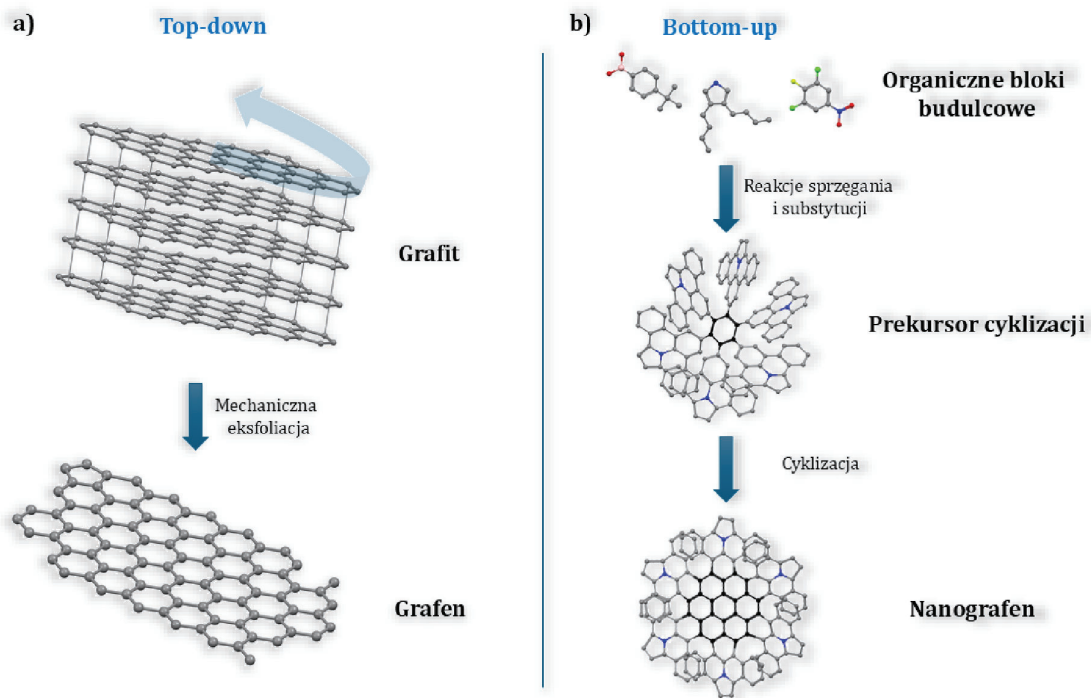 a)
Top-down
Grafit
Mechaniczna
eksfoliacja
Grafen
b)
Bottom-up
Organiczne bloki
budulcowe
Reakcje sprzęgania
i substytucji
Prekursor cyklizacji
Cyklizacja
Nanografen